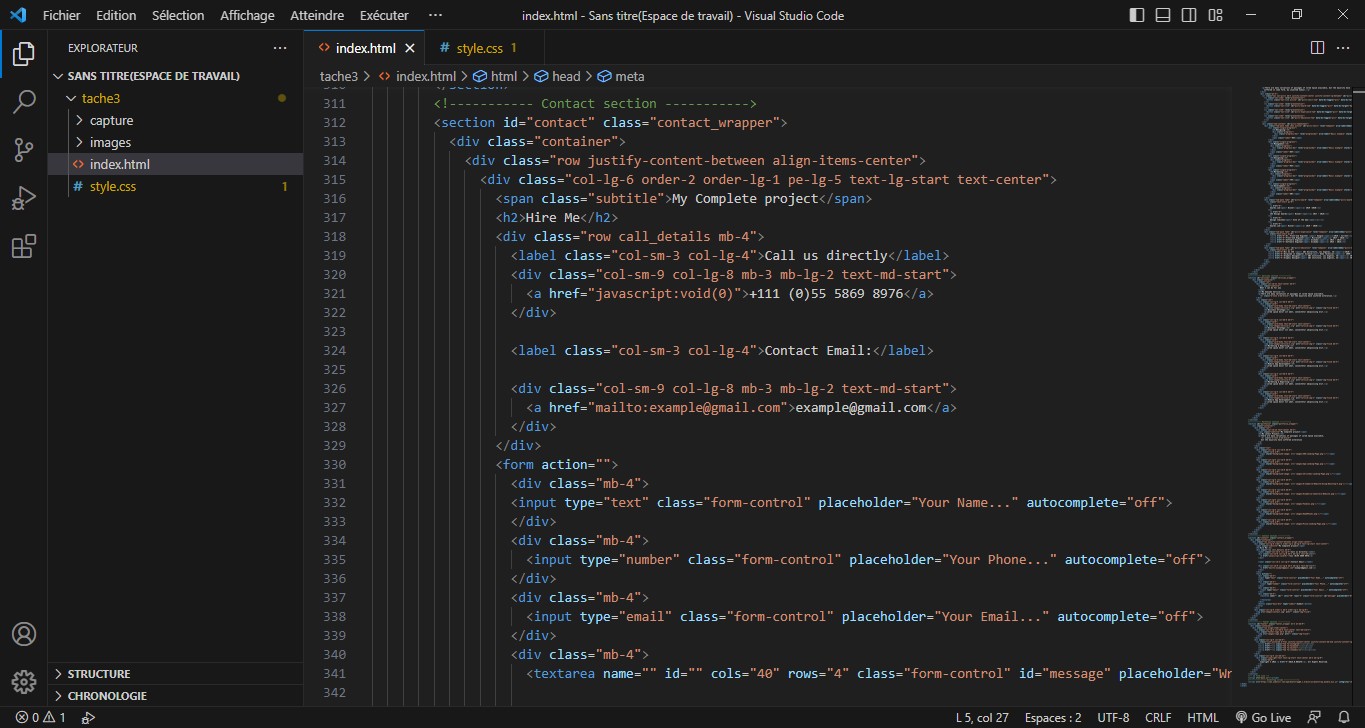 Fichier Edition Sélection Affichage Atteindre Exécuter ··· index.html - Sans titre(Espace de travail) - Visual Studio Code
EXPLORATEUR ···
SANS TITRE(ESPACE DE TRAVAIL)
tache3
capture
images
<> index.html
# style.css 1
STRUCTURE
CHRONOLOGIE
<> index.html # style.css 1
tache3 > <> index.html > html > head > meta
310 </section>
311 <!----------- Contact section ----------->
312 <section id="contact" class="contact_wrapper">
313 <div class="container">
314 <div class="row justify-content-between align-items-center">
315 <div class="col-lg-6 order-2 order-lg-1 pe-lg-5 text-lg-start text-center">
316 <span class="subtitle">My Complete project</span>
317 <h2>Hire Me</h2>
318 <div class="row call_details mb-4">
319 <label class="col-sm-3 col-lg-4">Call us directly</label>
320 <div class="col-sm-9 col-lg-8 mb-3 mb-lg-2 text-md-start">
321 <a href="javascript:void(0)">+111 (0)55 5869 8976</a>
322 </div>
323
324 <label class="col-sm-3 col-lg-4">Contact Email:</label>
325
326 <div class="col-sm-9 col-lg-8 mb-3 mb-lg-2 text-md-start">
327 <a href="mailto:example@gmail.com">example@gmail.com</a>
328 </div>
329 </div>
330 <form action="">
331 <div class="mb-4">
332 <input type="text" class="form-control" placeholder="Your Name..." autocomplete="off">
333 </div>
334 <div class="mb-4">
335 <input type="number" class="form-control" placeholder="Your Phone..." autocomplete="off">
336 </div>
337 <div class="mb-4">
338 <input type="email" class="form-control" placeholder="Your Email..." autocomplete="off">
339 </div>
340 <div class="mb-4">
341 <textarea name="" id="" cols="40" rows="4" class="form-control" id="message" placeholder="Wr
342
0 1 L 5, col 27 Espaces : 2 UTF-8 CRLF HTML Go Live